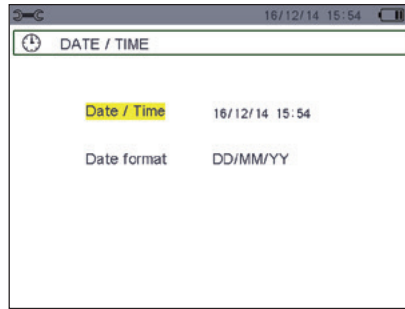 16/12/14 15:54
DATE / TIME
Date / Time 16/12/14 15:54
Date format DD/MM/YY